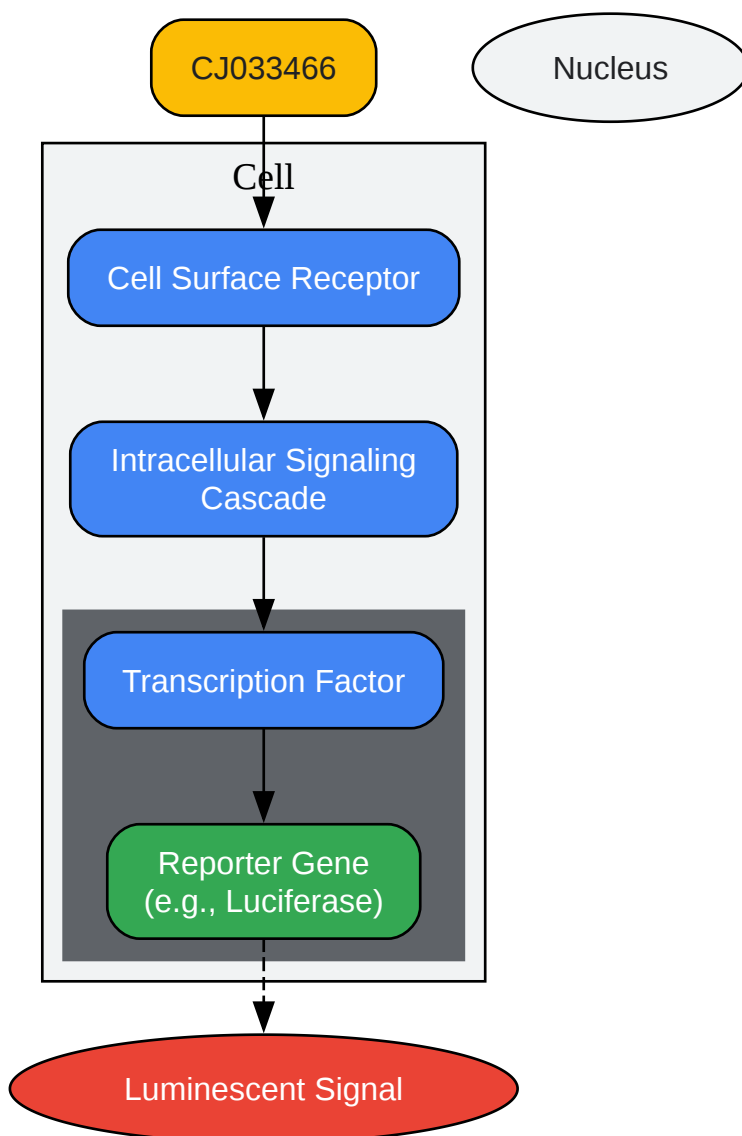 CJ033466
Nucleus
Cell
Cell Surface Receptor
Intracellular Signaling
Cascade
Transcription Factor
Reporter Gene
(e.g., Luciferase)
Luminescent Signal